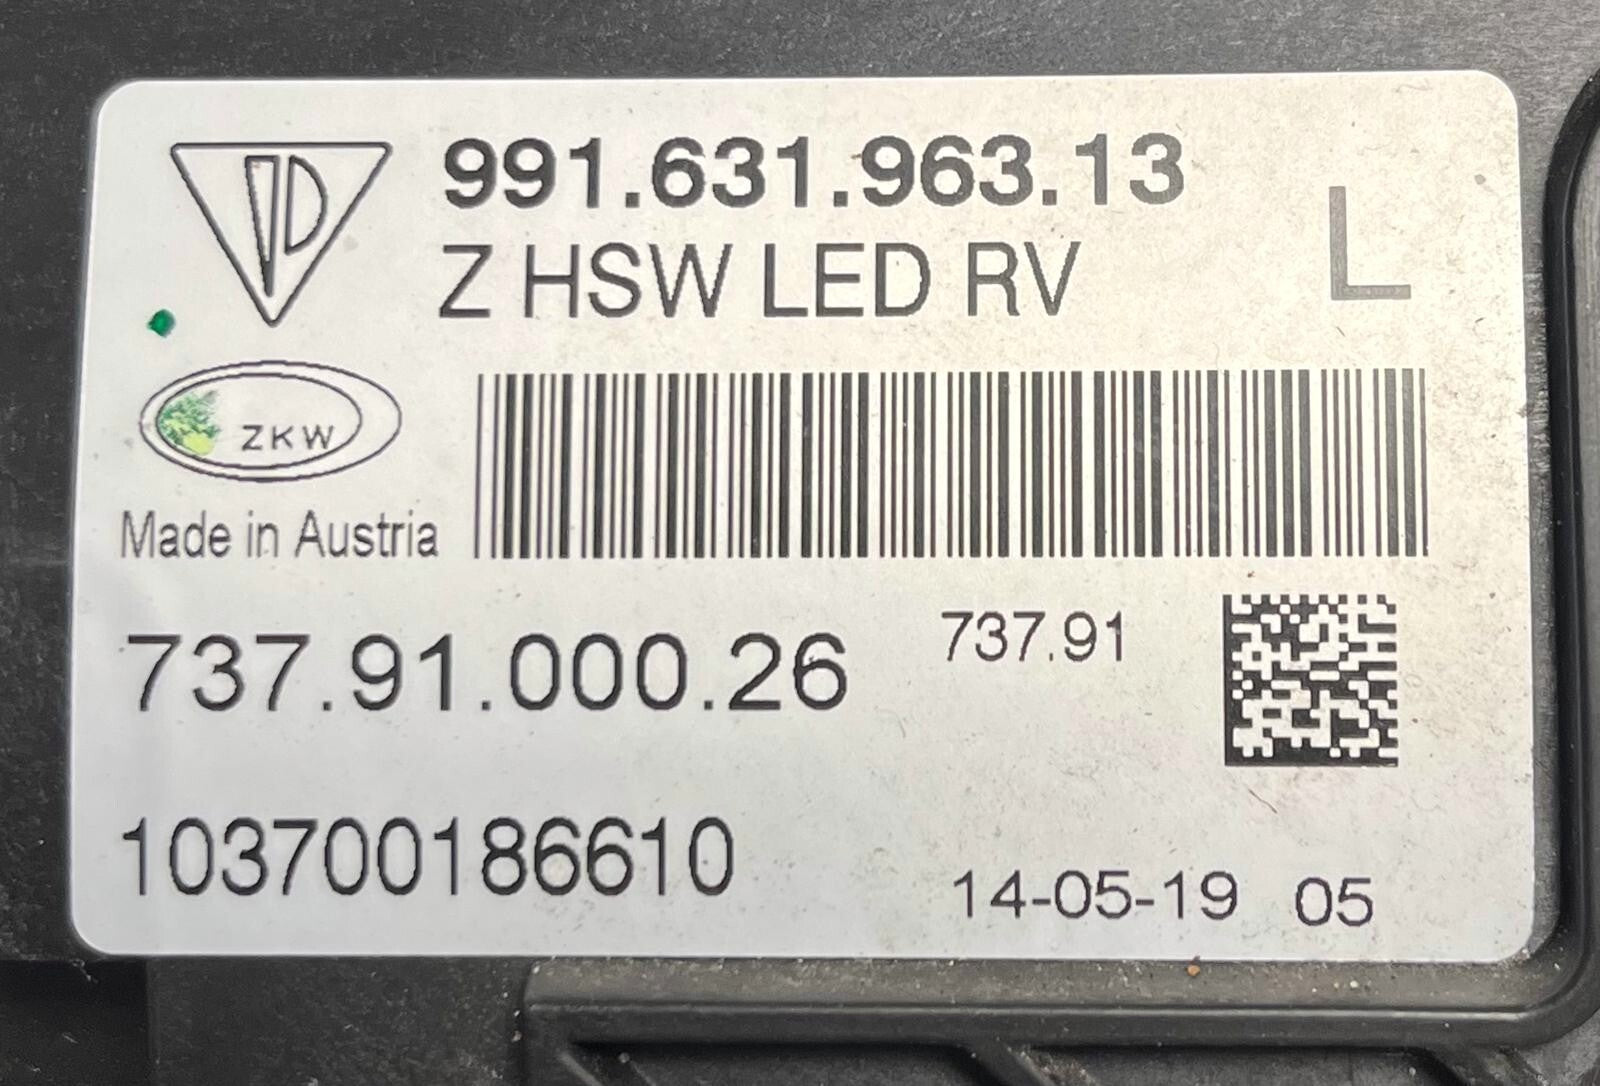 991.631.963.13
Z HSW LED RV
L
ZKW
Made in Austria
737.91.000.26
737.91
103700186610
14-05-19 05